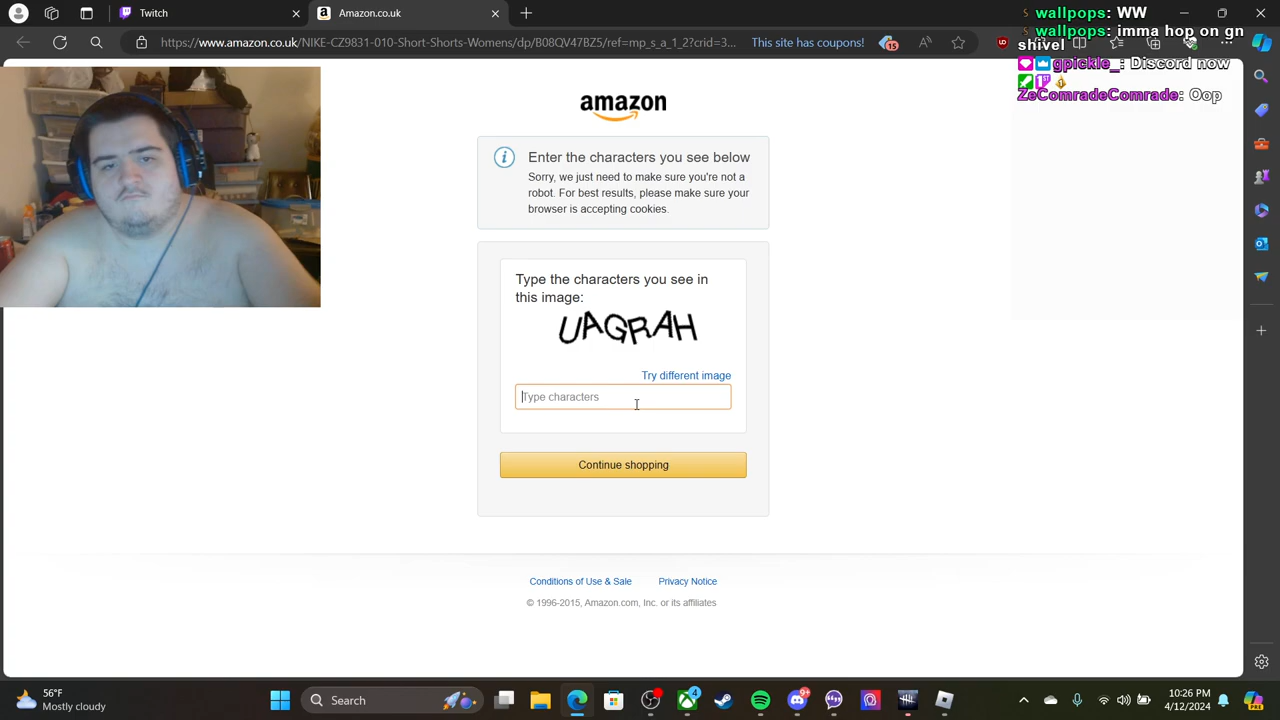 Twitch
Amazon.co.uk
https://www.amazon.co.uk/NIKE-CZ9831-010-Short-Shorts-Womens/dp/B08QV47BZ5/ref=mp_s_a_1_2?crid=3...
This site has coupons!
15
wallpops: WW
wallpops: imma hop on gn
shivel
gpickle_: Discord now
ZeComradeComrade: Oop
amazon
Enter the characters you see below
Sorry, we just need to make sure you're not a
robot. For best results, please make sure your
browser is accepting cookies.
Type the characters you see in
this image:
UAGRAH
Try different image
Type characters
Continue shopping
Conditions of Use & Sale
Privacy Notice
© 1996-2015, Amazon.com, Inc. or its affiliates
56°F
Mostly cloudy
Search
4
9+
10:26 PM
4/12/2024